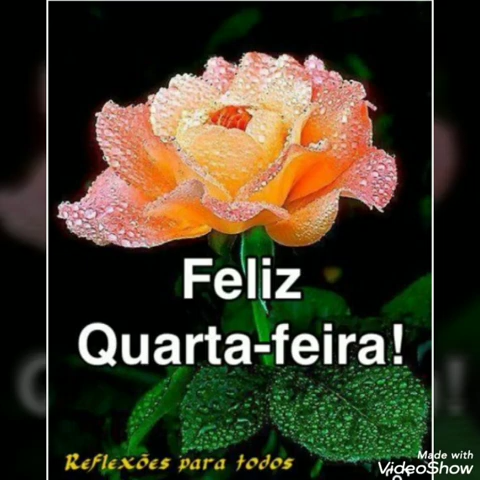 Feliz
Quarta-feira!
Reflexões para todos
Made with
VideoShow